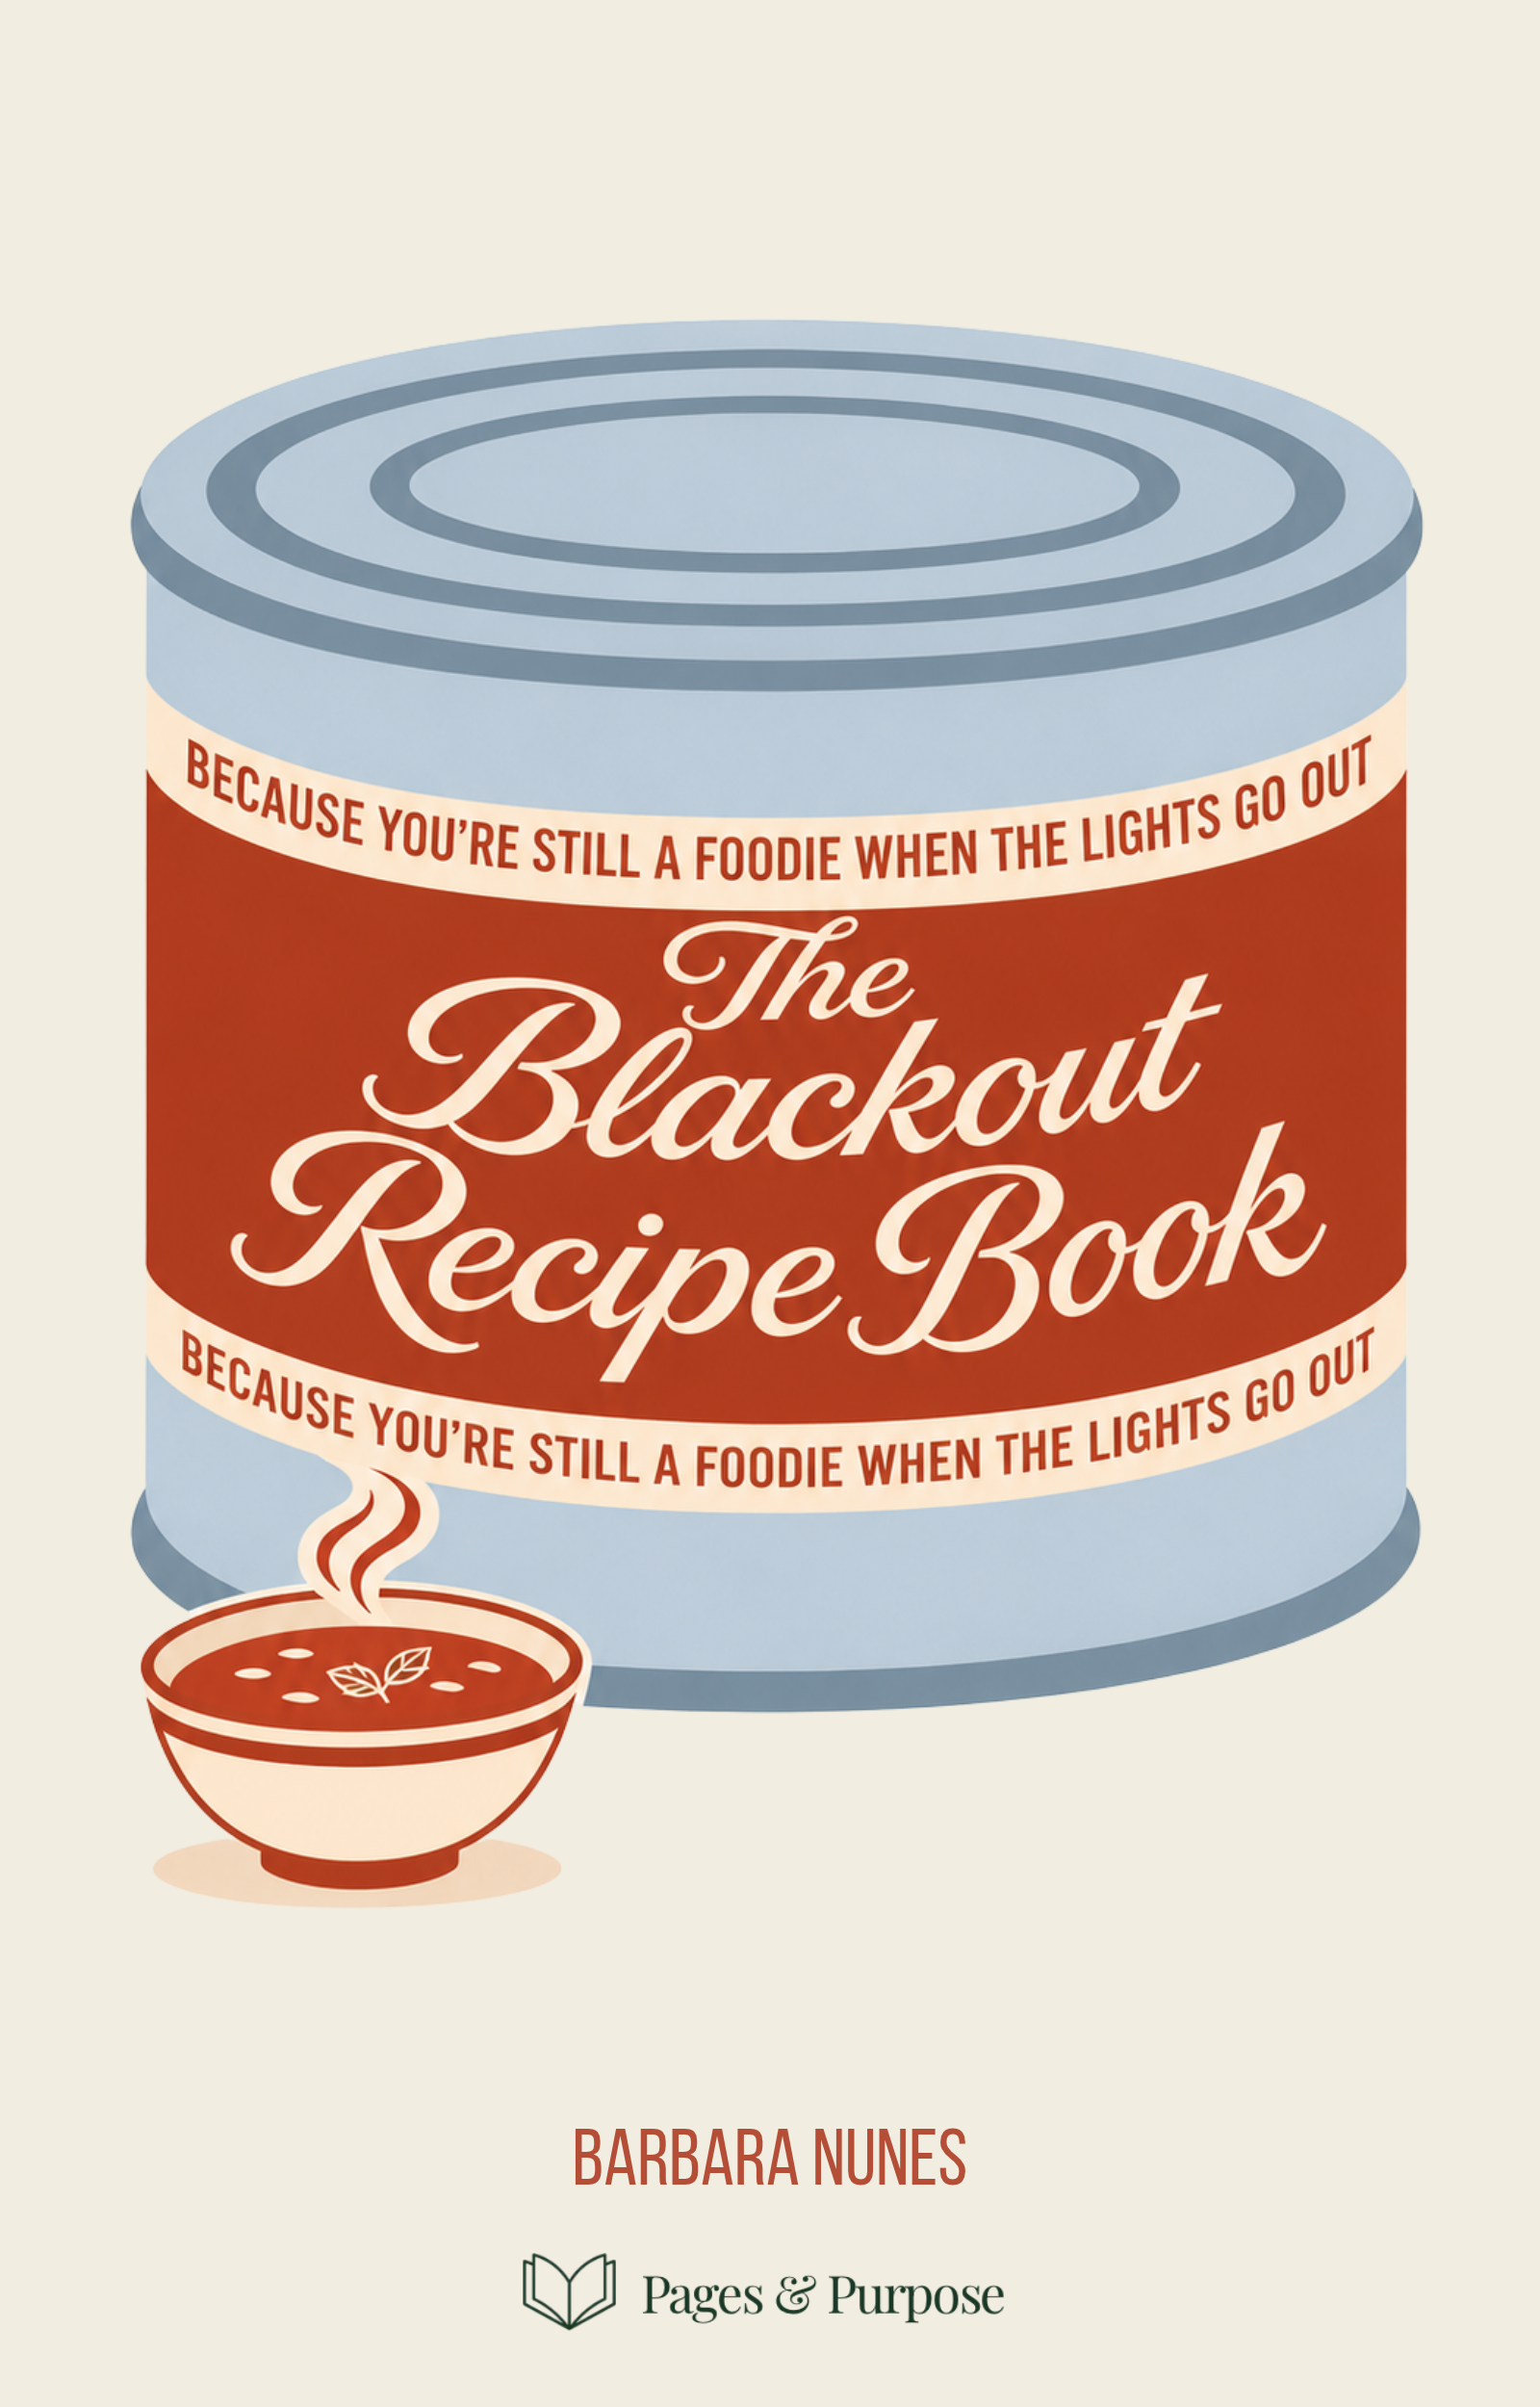 BECAUSE YOU'RE STILL A FOODIE WHEN THE LIGHTS GO OUT
The
Blackout
Recipe Book
BECAUSE YOU'RE STILL A FOODIE WHEN THE LIGHTS GO OUT
BARBARA NUNES
Pages & Purpose